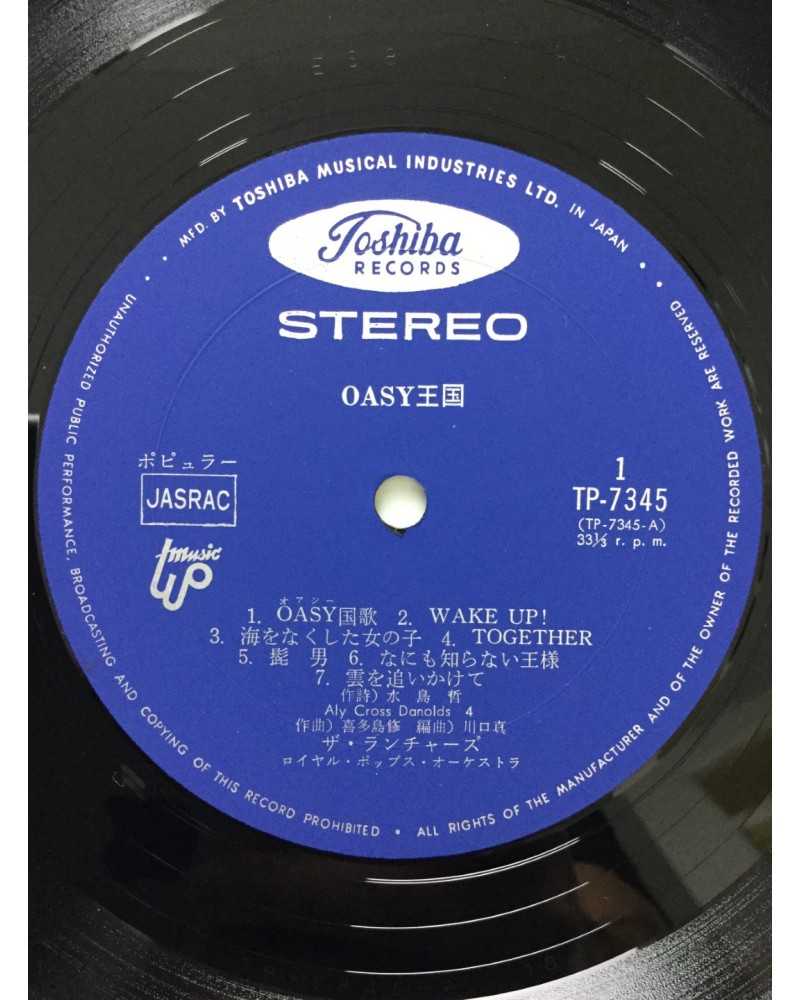 MFD. BY TOSHIBA MUSICAL INDUSTRIES LTD. IN JAPAN
Toshiba
RECORDS
STEREO
OASY王国
ポピュラー
JASRAC
music
1
TP-7345
(TP-7345-A)
33⅓ r. p. m.
オアシー
1. OASY国歌 2. WAKE UP!
3. 海をなくした女の子 4. TOGETHER
5. 髭 男 6. なにも知らない王様
7. 雲を追いかけて
作詩) 水 島 哲
Aly Cross Danolds 4
作曲) 喜多島修 編曲) 川口真
ザ・ランチャーズ
ロイヤル・ポップス・オーケストラ
UNAUTHORIZED PUBLIC PERFORMANCE, BROADCASTING AND COPYING OF THIS RECORD PROHIBITED • ALL RIGHTS OF THE MANUFACTURER AND OF THE OWNER OF THE RECORDED WORK ARE RESERVED